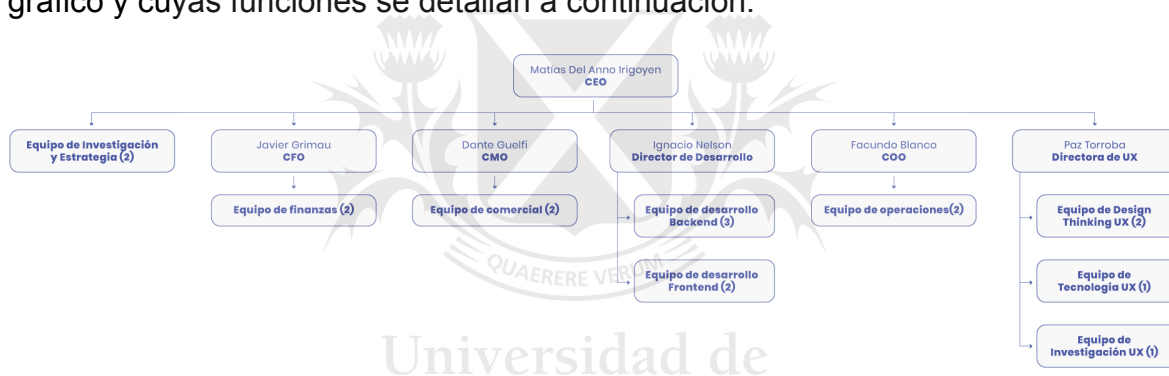 gráfico y cuyas funciones se detallan a continuación.
Matías Del Anno Irigoyen
CEO
Equipo de Investigación
y Estrategia (2)
Javier Grimau
CFO
Equipo de finanzas (2)
Dante Guelfi
CMO
Equipo de comercial (2)
Ignacio Nelson
Director de Desarrollo
Equipo de desarrollo
Backend (3)
Equipo de desarrollo
Frontend (2)
Facundo Blanco
COO
Equipo de operaciones(2)
Paz Torroba
Directora de UX
Equipo de Design
Thinking UX (2)
Equipo de
Tecnología UX (1)
Equipo de
Investigación UX (1)
QUAERERE VERUM
Universidad de